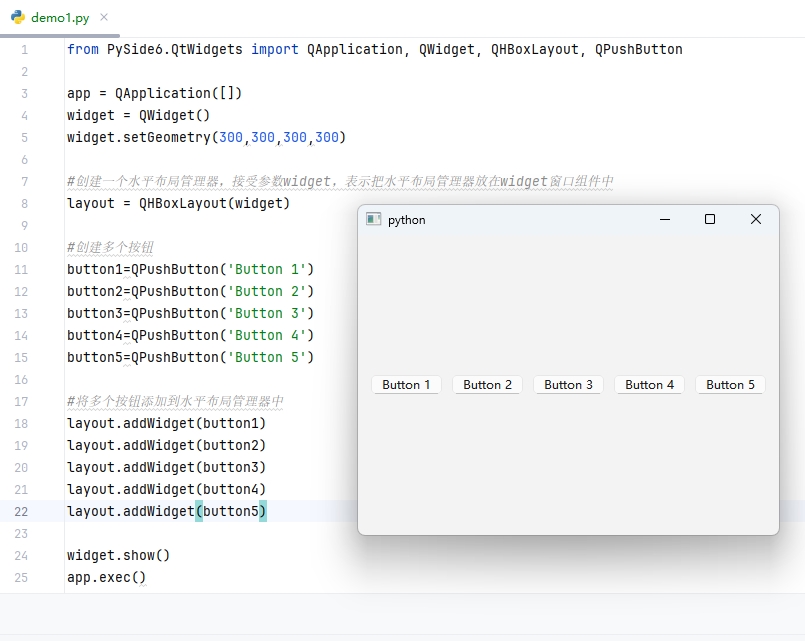 demo1.py
1 from PySide6.QtWidgets import QApplication, QWidget, QHBoxLayout, QPushButton
2
3 app = QApplication([])
4 widget = QWidget()
5 widget.setGeometry(300,300,300,300)
6
7 #创建一个水平布局管理器，接受参数widget，表示把水平布局管理器放在widget窗口组件中
8 layout = QHBoxLayout(widget)
9
10 #创建多个按钮
11 button1=QPushButton('Button 1')
12 button2=QPushButton('Button 2')
13 button3=QPushButton('Button 3')
14 button4=QPushButton('Button 4')
15 button5=QPushButton('Button 5')
16
17 #将多个按钮添加到水平布局管理器中
18 layout.addWidget(button1)
19 layout.addWidget(button2)
20 layout.addWidget(button3)
21 layout.addWidget(button4)
22 layout.addWidget(button5)
23
24 widget.show()
25 app.exec()
python
Button 1 Button 2 Button 3 Button 4 Button 5